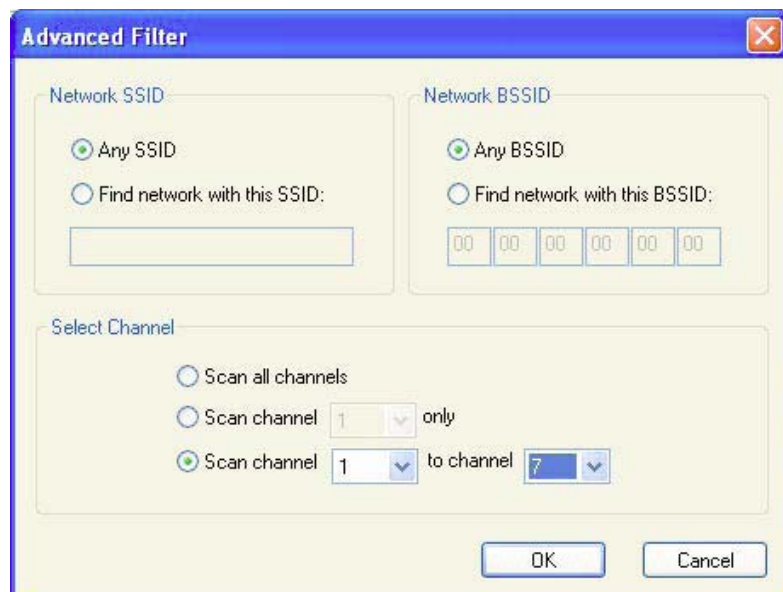 Advanced Filter
Network SSID
Any SSID
Find network with this SSID:
Network BSSID
Any BSSID
Find network with this BSSID:
00 00 00 00 00 00
Select Channel
Scan all channels
Scan channel 1 only
Scan channel 1 to channel 7
OK Cancel